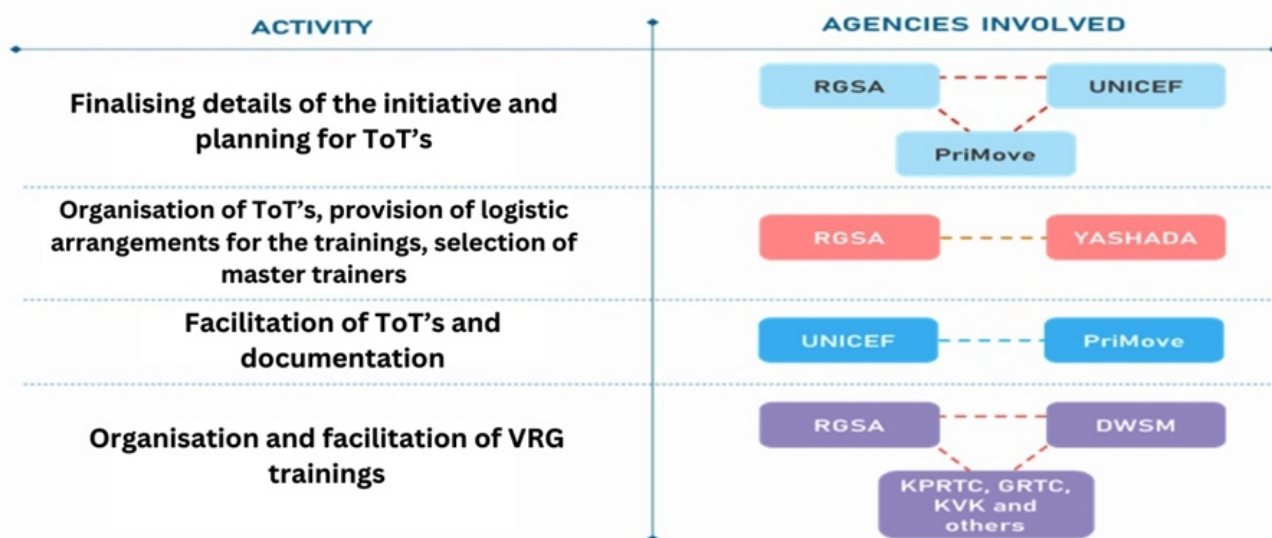 ACTIVITY
AGENCIES INVOLVED
Finalising details of the initiative and
planning for ToT's
RGSA
UNICEF
PriMove
Organisation of ToT's, provision of logistic
arrangements for the trainings, selection of
master trainers
RGSA
YASHADA
Facilitation of ToT's and
documentation
UNICEF
PriMove
Organisation and facilitation of VRG
trainings
RGSA
DWSM
KPRTC, GRTC,
KVK and
others